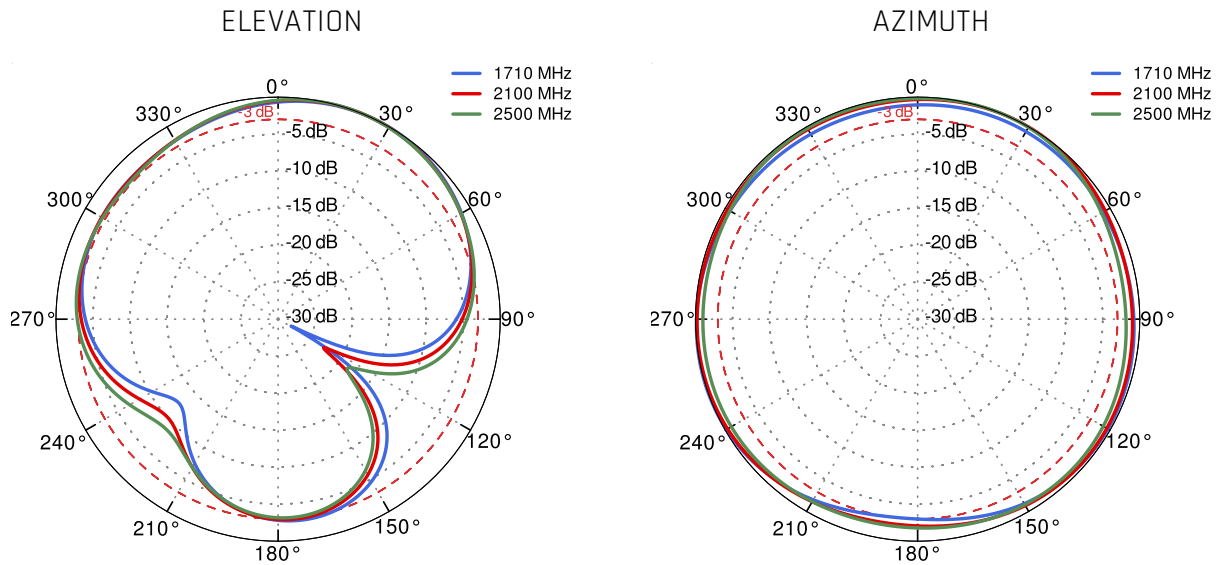 ELEVATION
1710 MHz
2100 MHz
2500 MHz
0°
30°
60°
90°
120°
150°
180°
210°
240°
270°
300°
330°
-3 dB
-5 dB
-10 dB
-15 dB
-20 dB
-25 dB
-30 dB
AZIMUTH
1710 MHz
2100 MHz
2500 MHz
0°
30°
60°
90°
120°
150°
180°
210°
240°
270°
300°
330°
-3 dB
-5 dB
-10 dB
-15 dB
-20 dB
-25 dB
-30 dB